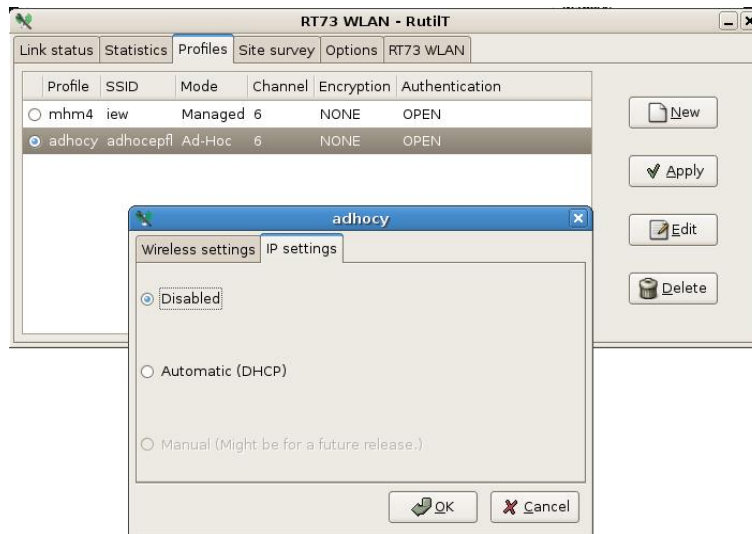 RT73 WLAN - RutilT
Link status Statistics Profiles Site survey Options RT73 WLAN
Profile SSID Mode Channel Encryption Authentication
mhm4 iew Managed 6 NONE OPEN
adhocy adhocepfl Ad-Hoc 6 NONE OPEN
New
Apply
Edit
Delete
adhocy
Wireless settings IP settings
Disabled
Automatic (DHCP)
Manual (Might be for a future release.)
OK Cancel